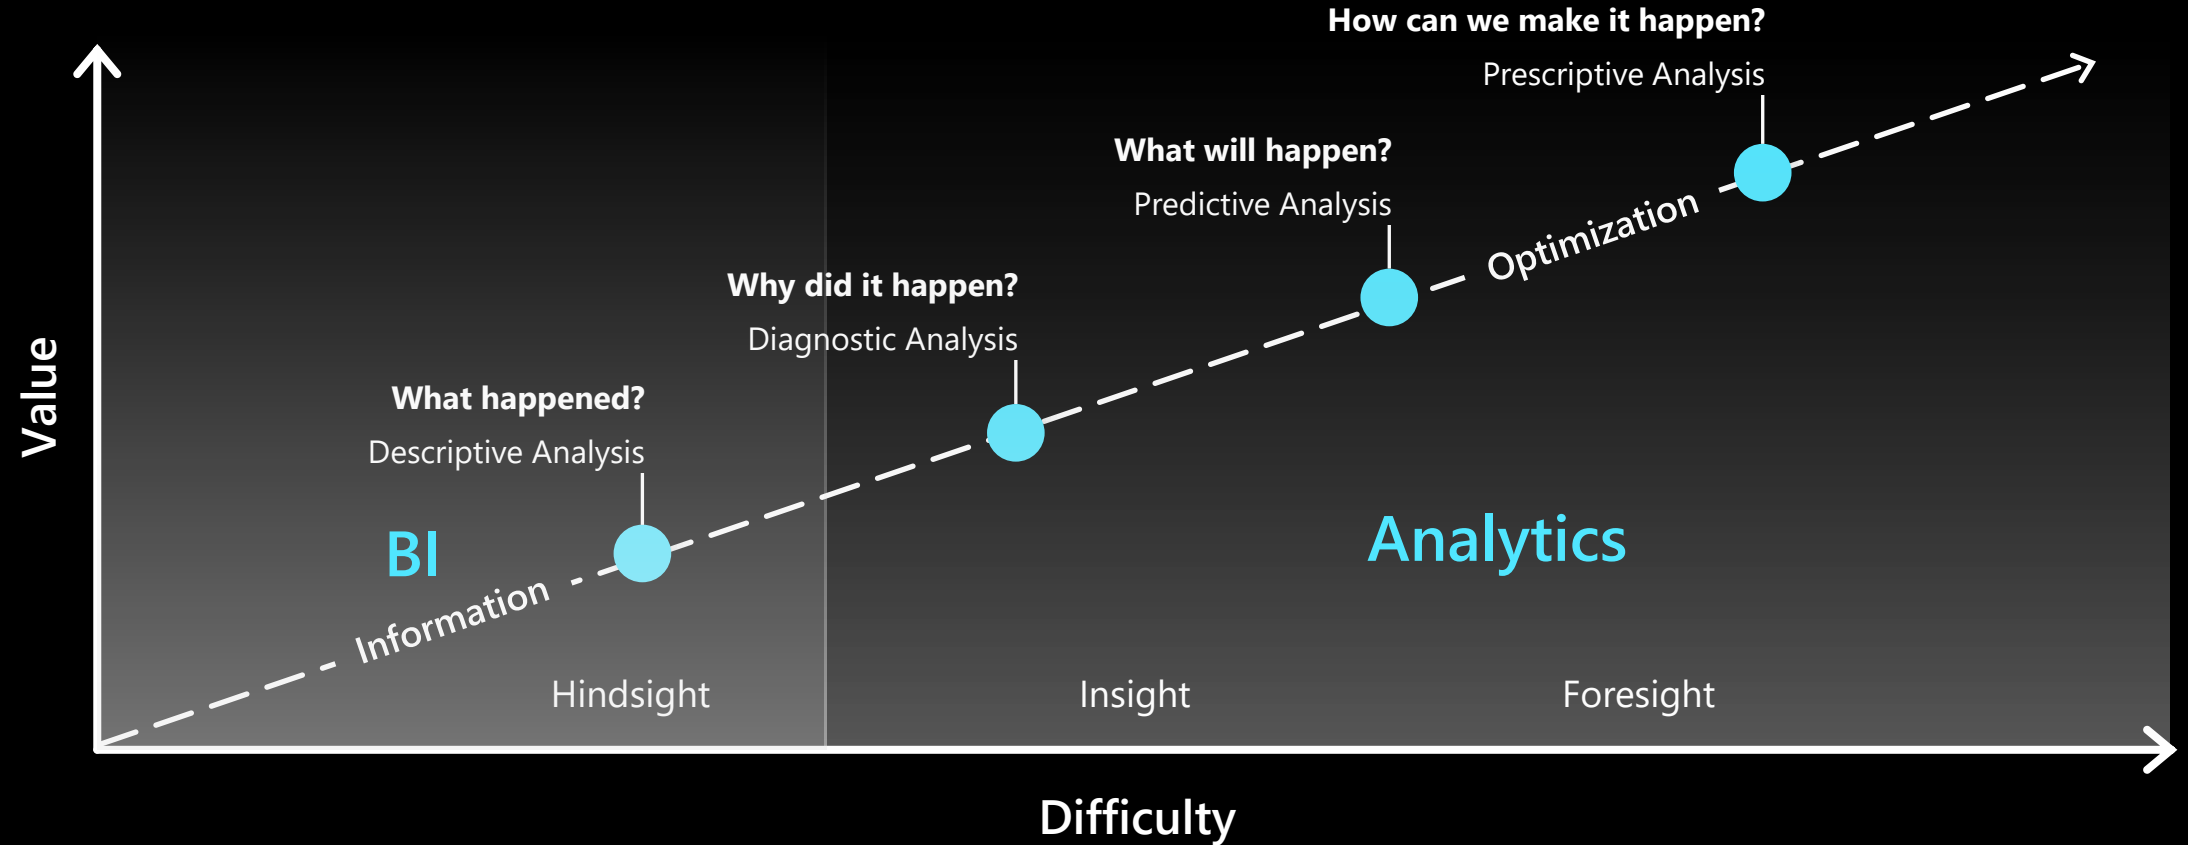 How can we make it happen?
Prescriptive Analysis
What will happen?
Predictive Analysis
Optimization
Why did it happen?
Diagnostic Analysis
Value
What happened?
Descriptive Analysis
BI
Analytics
Information
Hindsight
Insight
Foresight
Difficulty